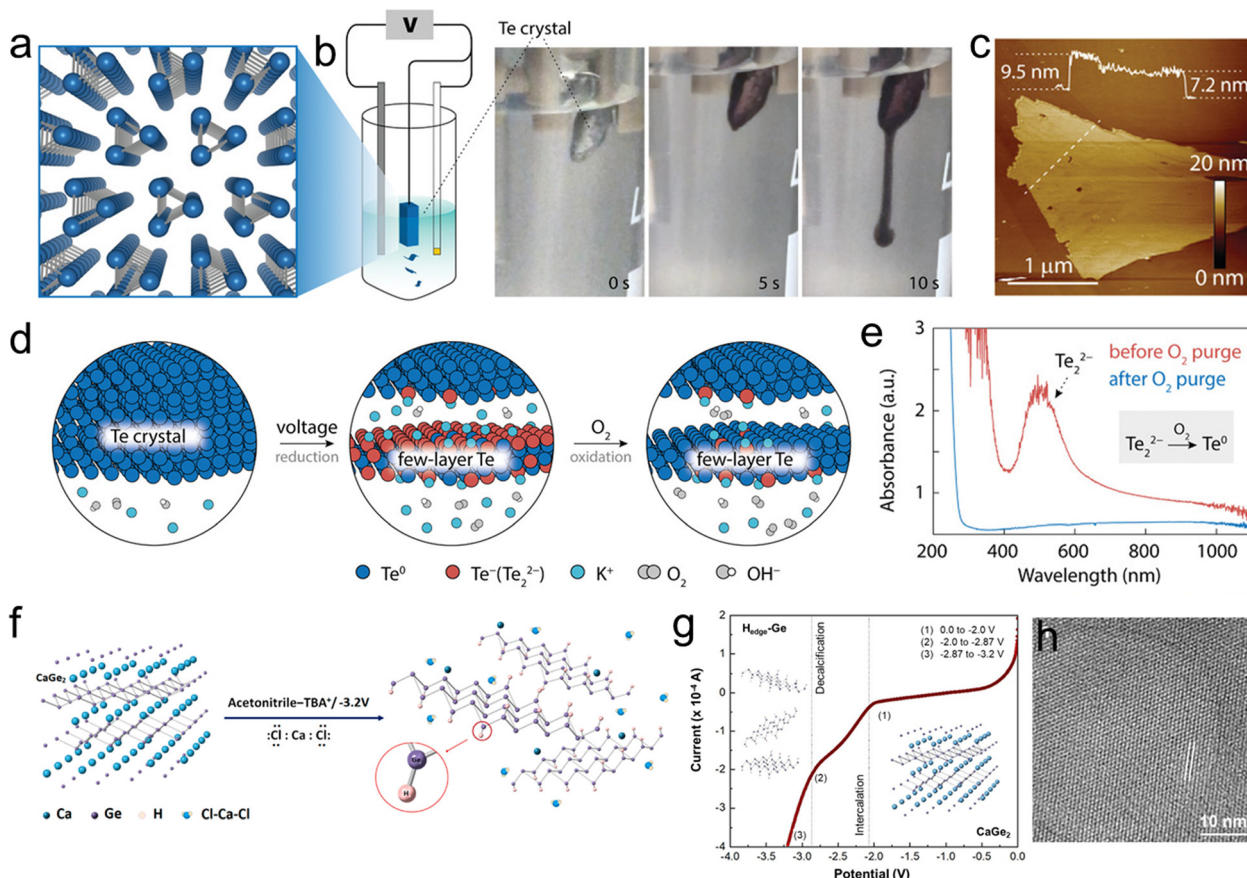 a
b
V
Te crystal
0 s
5 s
10 s
c
9.5 nm
7.2 nm
20 nm
0 nm
1 μm
d
Te crystal
voltage
reduction
few-layer Te
O₂
oxidation
few-layer Te
Te⁰
Te⁻(Te₂²⁻)
K⁺
O₂
OH⁻
e
3
2
1
Absorbance (a.u.)
before O₂ purge
after O₂ purge
Te₂²⁻
Te₂²⁻ O₂→ Te⁰
200 400 600 800 1000
Wavelength (nm)
f
CaGe₂
Acetonitrile–TBA⁺/ -3.2V
:Cl : Ca : Cl:
Ge
H
Ca Ge H Cl-Ca-Cl
g
Current (x 10⁻⁴ A)
2
1
0
-1
-2
-3
-4
H_edge-Ge
Decalcification
Intercalation
(1) 0.0 to -2.0 V
(2) -2.0 to -2.87 V
(3) -2.87 to -3.2 V
(1)
(2)
(3)
CaGe₂
-4.0 -3.5 -3.0 -2.5 -2.0 -1.5 -1.0 -0.5 0.0
Potential (V)
h
10 nm